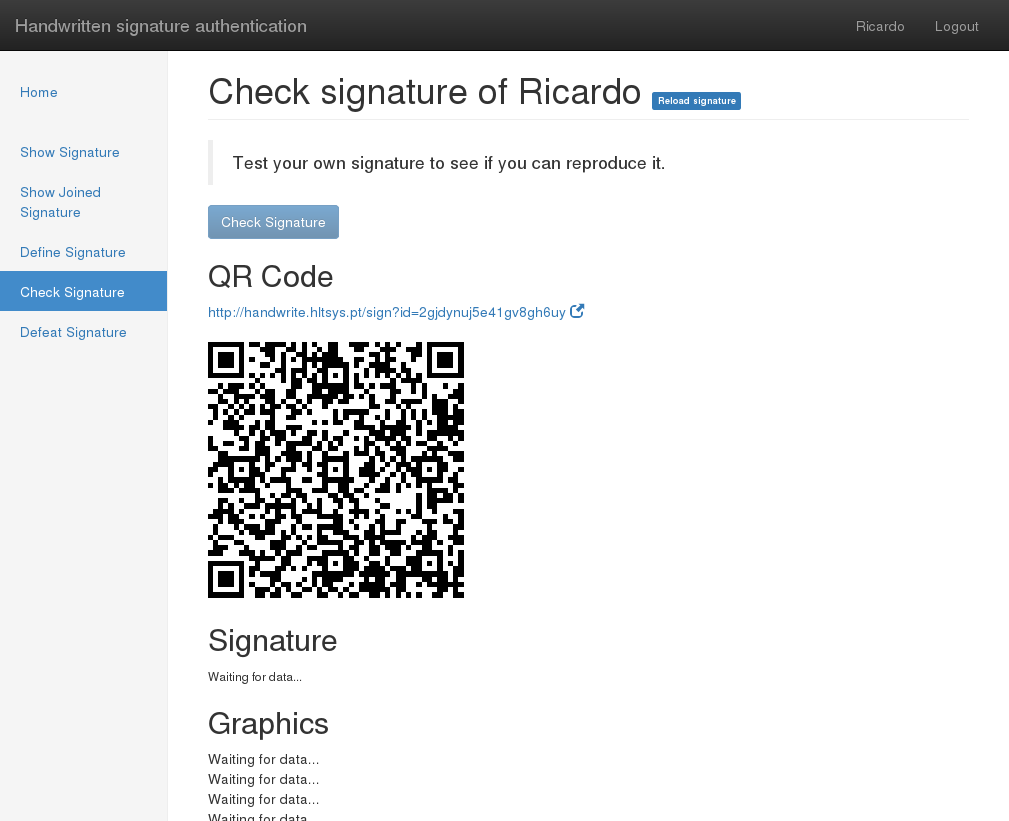 Handwritten signature authentication
Ricardo
Logout
Home
Show Signature
Show Joined
Signature
Define Signature
Check Signature
Defeat Signature
Check signature of Ricardo Reload signature
Test your own signature to see if you can reproduce it.
Check Signature
QR Code
http://handwrite.hltsys.pt/sign?id=2gjdynuj5e41gv8gh6uy
Signature
Waiting for data...
Graphics
Waiting for data...
Waiting for data...
Waiting for data...
Waiting for data...